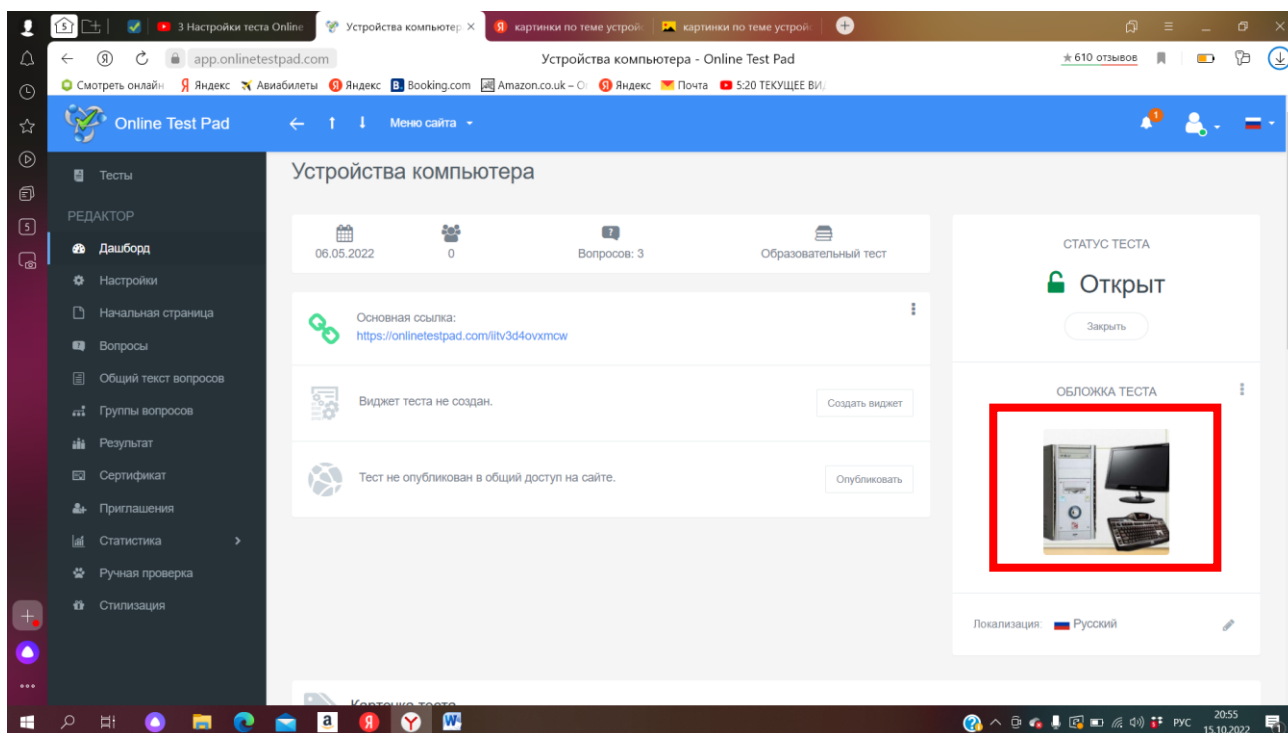 3 Настройки теста Online
Устройства компьютер
картинки по теме устрой
картинки по теме устрой
app.onlinetestpad.com
Устройства компьютера - Online Test Pad
610 отзывов
Смотреть онлайн
Яндекс
Авиабилеты
Яндекс
Booking.com
Amazon.co.uk –
Яндекс
Почта
5:20 ТЕКУЩЕЕ ВИ
Online Test Pad
Меню сайта
1
Тесты
Устройства компьютера
РЕДАКТОР
Дашборд
Настройки
Начальная страница
Вопросы
Общий текст вопросов
Группы вопросов
Результат
Сертификат
Приглашения
Статистика
Ручная проверка
Стилизация
06.05.2022
0
Вопросов: 3
Образовательный тест
Основная ссылка:
https://onlinetestpad.com/iitv3d4ovxmcw
Виджет теста не создан.
Создать виджет
Тест не опубликован в общий доступ на сайте.
Опубликовать
СТАТУС ТЕСТА
Открыт
Закрыть
ОБЛОЖКА ТЕСТА
Локализация: Русский
Карточка теста
РУС
20:55
15.10.2022